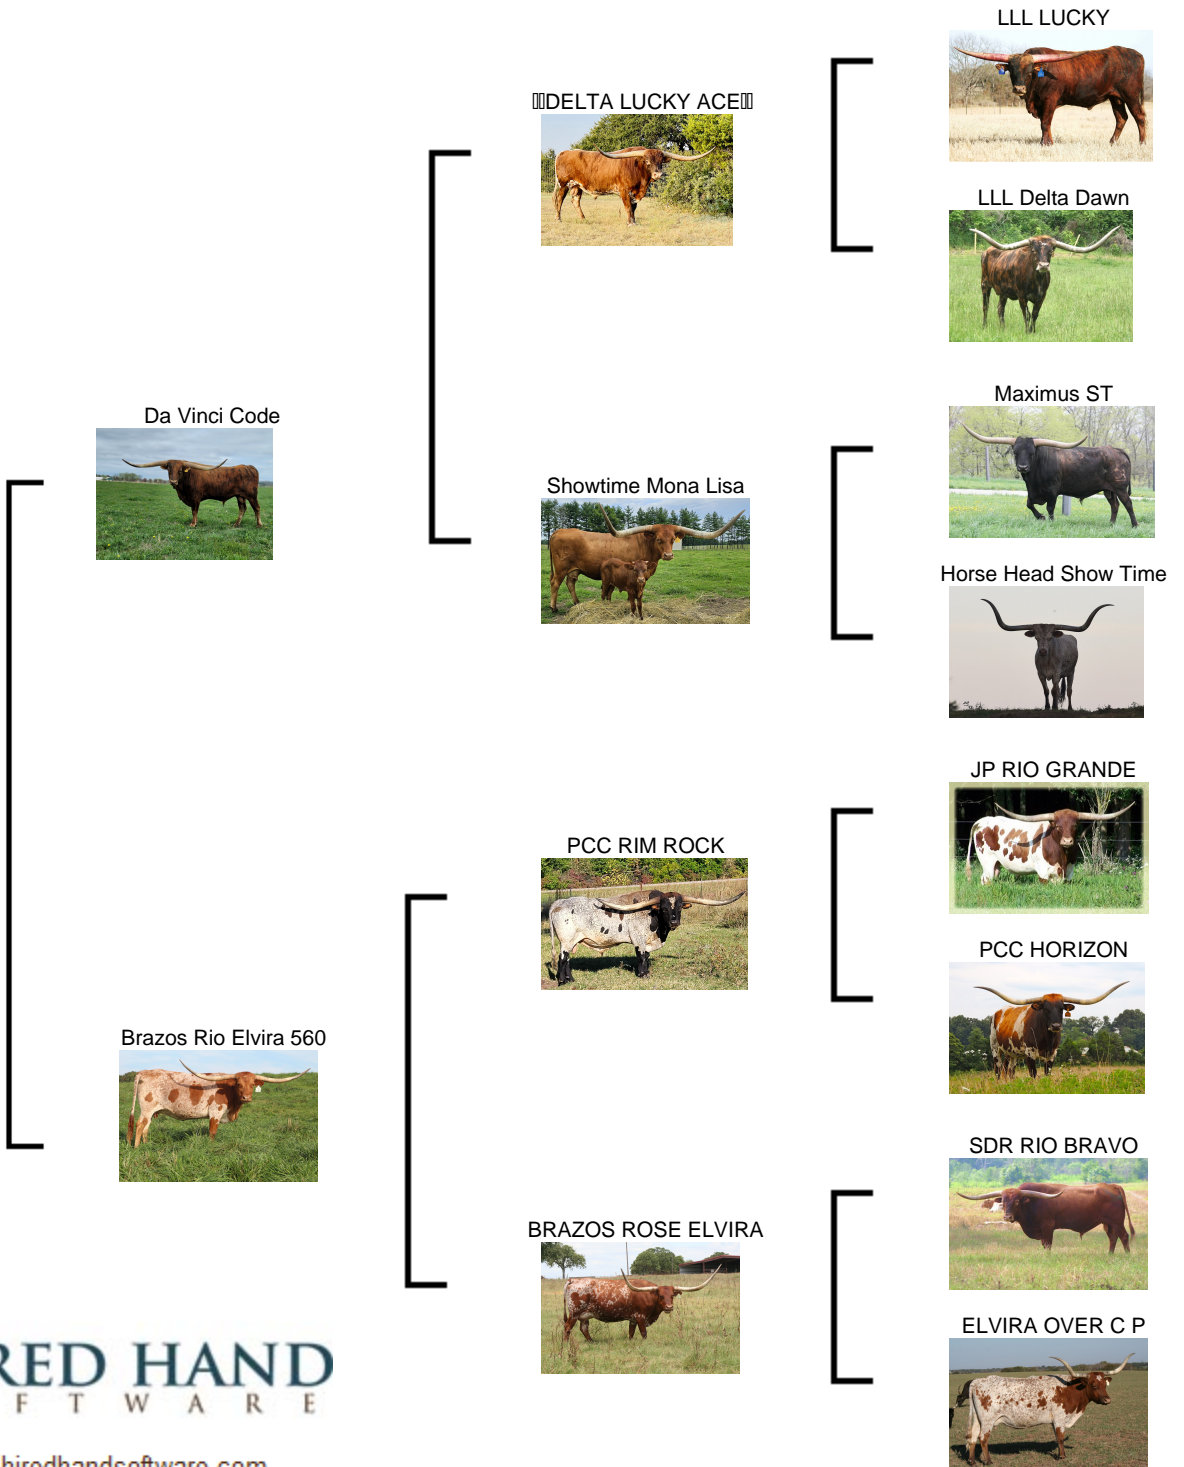 LLL LUCKY
DELTA LUCKY ACE
LLL Delta Dawn
Maximus ST
Da Vinci Code
Showtime Mona Lisa
Horse Head Show Time
JP RIO GRANDE
PCC RIM ROCK
PCC HORIZON
Brazos Rio Elvira 560
SDR RIO BRAVO
BRAZOS ROSE ELVIRA
ELVIRA OVER C P
RED HAND
F T W A R E
hiredhandsoftware.com